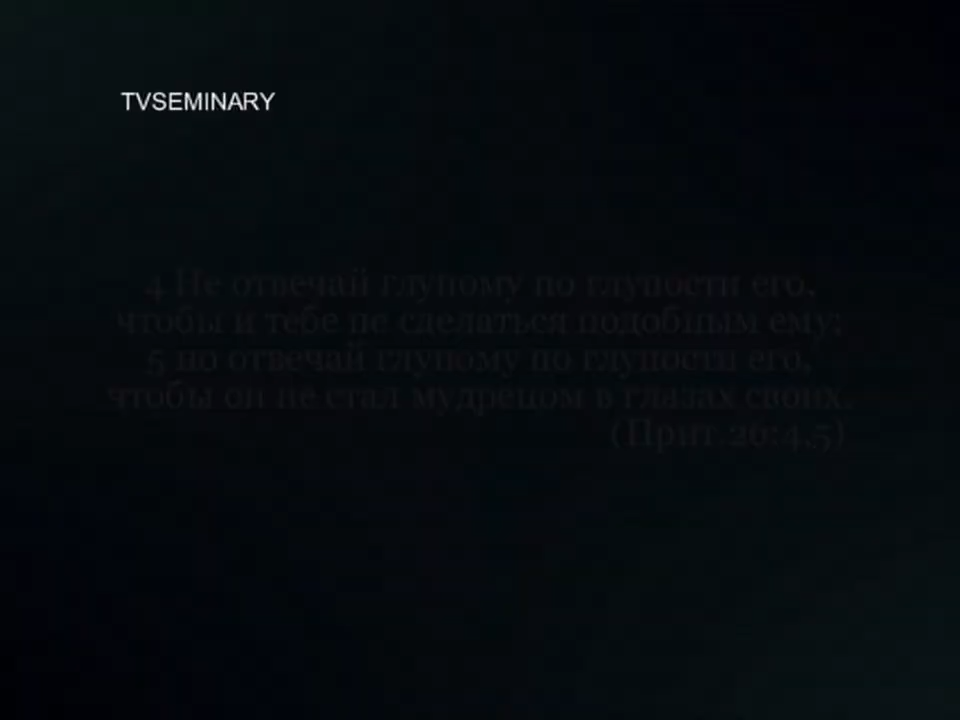 TVSEMINARY
4 Не отвечай глупому по глупости его,
чтобы и тебе не сделаться подобным ему;
5 но отвечай глупому по глупости его,
чтобы он не стал мудрецом в глазах своих.
(Прит.26:4,5)